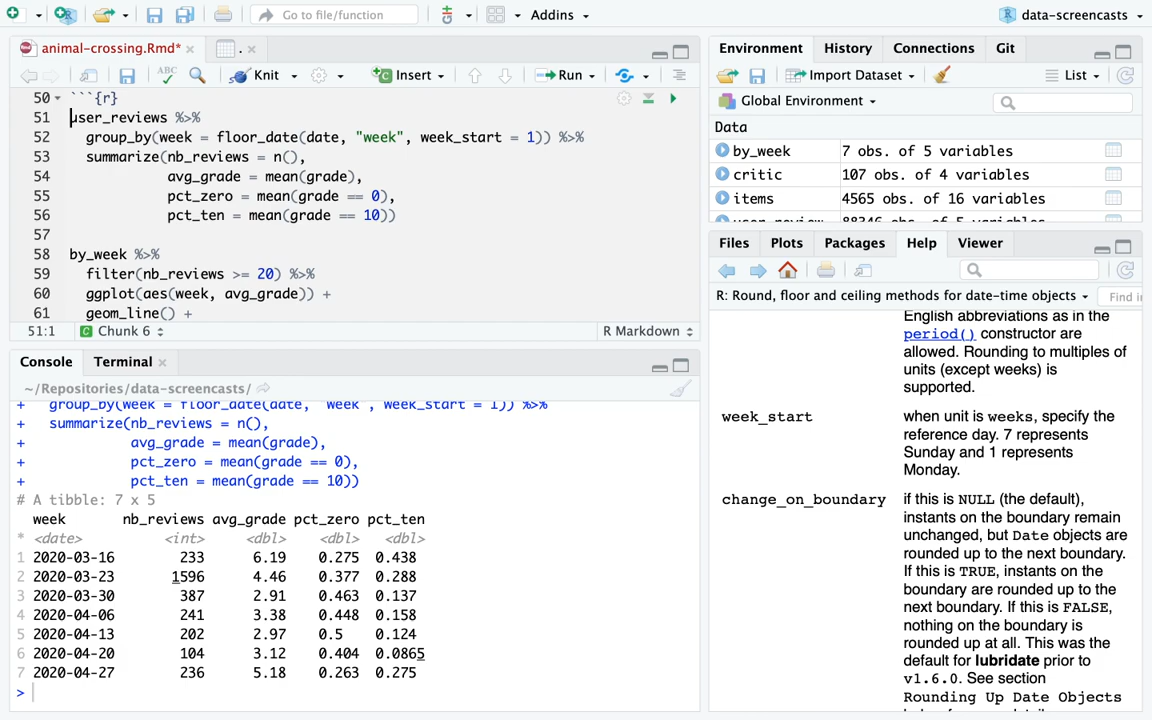 Go to file/function
Addins
data-screencasts
animal-crossing.Rmd*
.
Knit
Insert
Run
50 ```{r}
51 user_reviews %>%
52 group_by(week = floor_date(date, "week", week_start = 1)) %>%
53 summarize(nb_reviews = n(),
54 avg_grade = mean(grade),
55 pct_zero = mean(grade == 0),
56 pct_ten = mean(grade == 10))
57
58 by_week %>%
59 filter(nb_reviews >= 20) %>%
60 ggplot(aes(week, avg_grade)) +
61 geom_line() +
51:1 Chunk 6 R Markdown
Console Terminal
~/Repositories/data-screencasts/
+ group_by(week = floor_date(date, "week", week_start = 1)) %>%
+ summarize(nb_reviews = n(),
+ avg_grade = mean(grade),
+ pct_zero = mean(grade == 0),
+ pct_ten = mean(grade == 10))
# A tibble: 7 x 5
week nb_reviews avg_grade pct_zero pct_ten
* <date> <int> <dbl> <dbl> <dbl>
1 2020-03-16 233 6.19 0.275 0.438
2 2020-03-23 1596 4.46 0.377 0.288
3 2020-03-30 387 2.91 0.463 0.137
4 2020-04-06 241 3.38 0.448 0.158
5 2020-04-13 202 2.97 0.5 0.124
6 2020-04-20 104 3.12 0.404 0.0865
7 2020-04-27 236 5.18 0.263 0.275
>
Environment History Connections Git
Import Dataset List
Global Environment
Data
by_week 7 obs. of 5 variables
critic 107 obs. of 4 variables
items 4565 obs. of 16 variables
Files Plots Packages Help Viewer
R: Round, floor and ceiling methods for date-time objects Find in
English abbreviations as in the
period() constructor are
allowed. Rounding to multiples of
units (except weeks) is
supported.
week_start when unit is weeks, specify the
reference day. 7 represents
Sunday and 1 represents
Monday.
change_on_boundary if this is NULL (the default),
instants on the boundary remain
unchanged, but Date objects are
rounded up to the next boundary.
If this is TRUE, instants on the
boundary are rounded up to the
next boundary. If this is FALSE,
nothing on the boundary is
rounded up at all. This was the
default for lubridate prior to
v1.6.0. See section
Rounding Up Date Objects